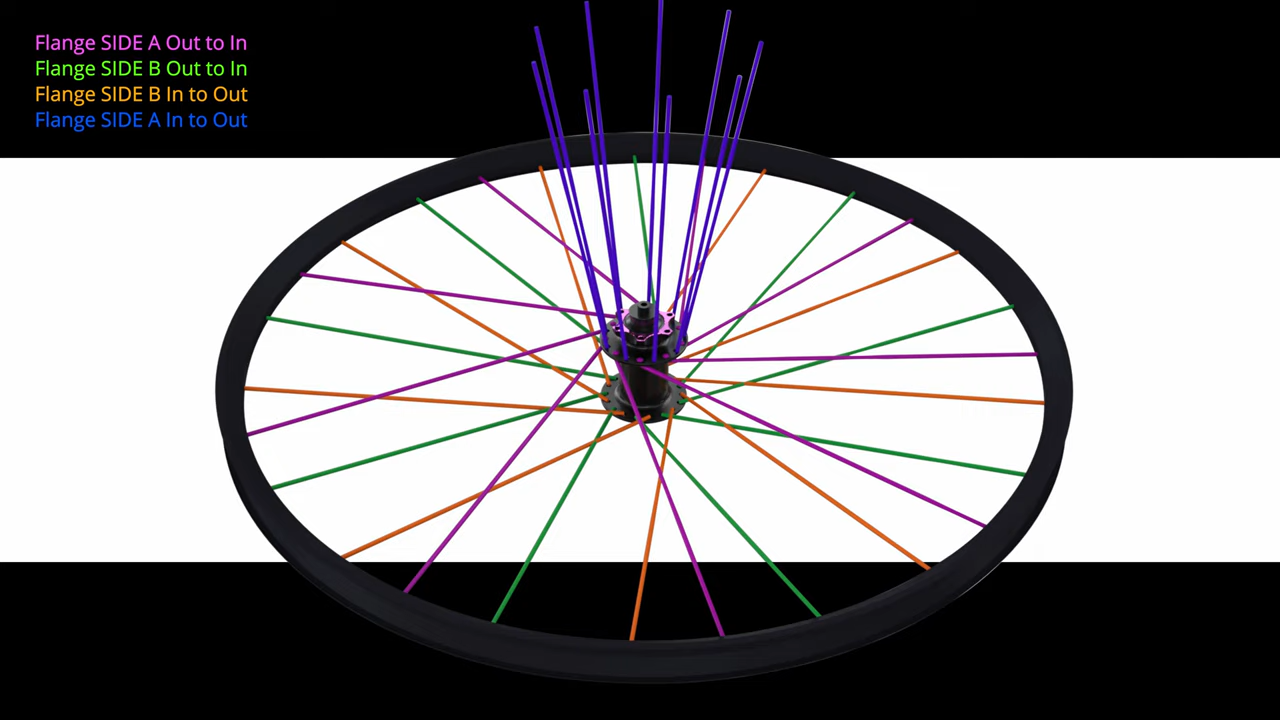 Flange SIDE A Out to In
Flange SIDE B Out to In
Flange SIDE B In to Out
Flange SIDE A In to Out